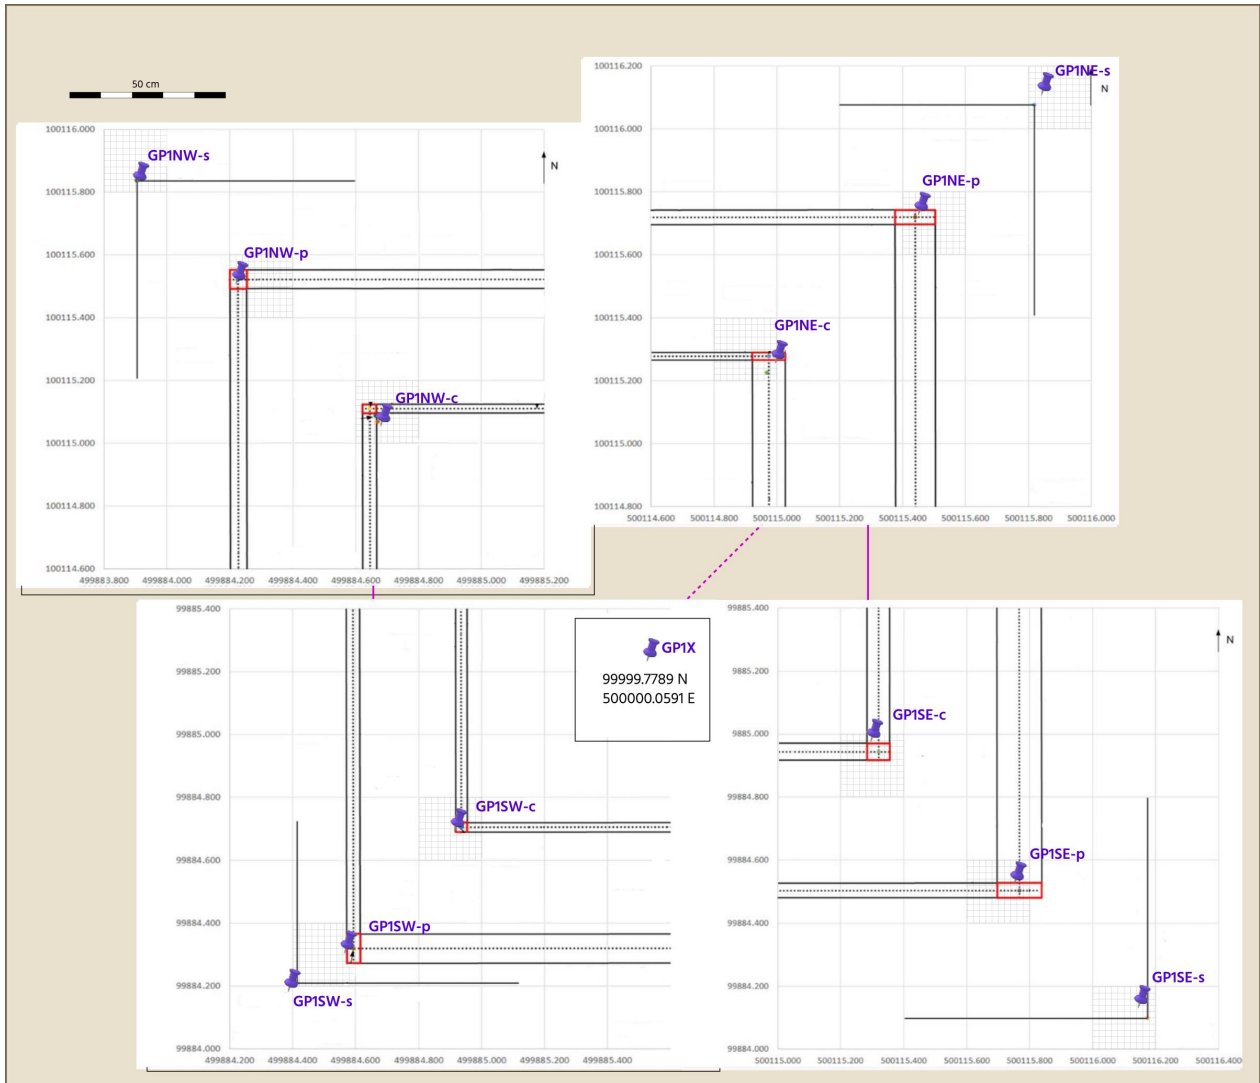 50 cm
100116.000
100115.800
100115.600
100115.400
100115.200
100115.000
100114.800
100114.600
GP1NW-s
N
GP1NW-p
GP1NW-c
499883.800 499884.000 499884.200 499884.400 499884.600 499884.800 499885.000 499885.200
100116.200
100116.000
100115.800
100115.600
100115.400
100115.200
100115.000
100114.800
GP1NE-s
N
GP1NE-p
GP1NE-c
500114.600 500114.800 500115.000 500115.200 500115.400 500115.600 500115.800 500116.000
99885.400
99885.200
99885.000
99884.800
99884.600
99884.400
99884.200
99884.000
GP1SW-c
GP1SW-p
GP1SW-s
499884.200 499884.400 499884.600 499884.800 499885.000 499885.200 499885.400
GP1X
99999.7789 N
500000.0591 E
99885.400
99885.200
9885.000
99884.800
99884.600
99884.400
99884.200
99884.000
N
GP1SE-c
GP1SE-p
GP1SE-s
500115.000 500115.200 500115.400 500115.600 500115.800 500116.000 500116.200 500116.400